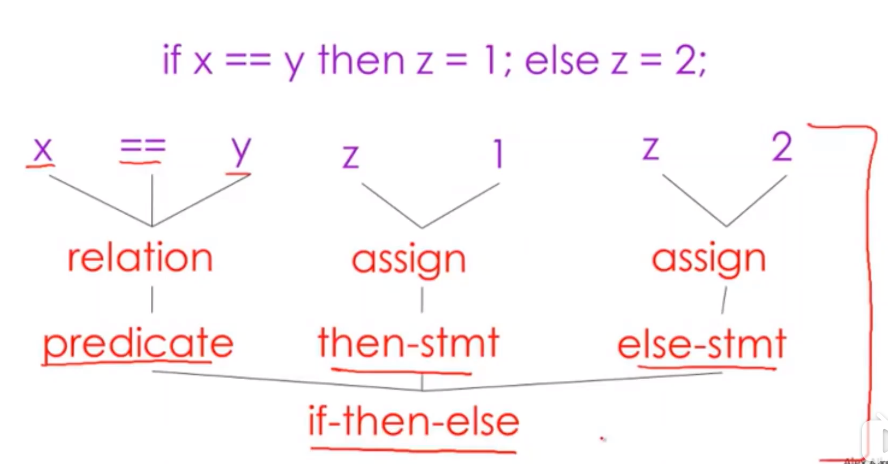 if x == y then z = 1; else z = 2;
x == y z 1 z 2
relation assign assign
predicate then-stmt else-stmt
if-then-else